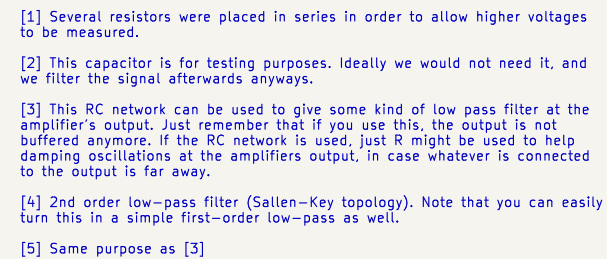 [1] Several resistors were placed in series in order to allow higher voltages
to be measured.
[2] This capacitor is for testing purposes. Ideally we would not need it, and
we filter the signal afterwards anyways.
[3] This RC network can be used to give some kind of low pass filter at the
amplifier's output. Just remember that if you use this, the output is not
buffered anymore. If the RC network is used, just R might be used to help
damping oscillations at the amplifiers output, in case whatever is connected
to the output is far away.
[4] 2nd order low-pass filter (Sallen-Key topology). Note that you can easily
turn this in a simple first-order low-pass as well.
[5] Same purpose as [3]